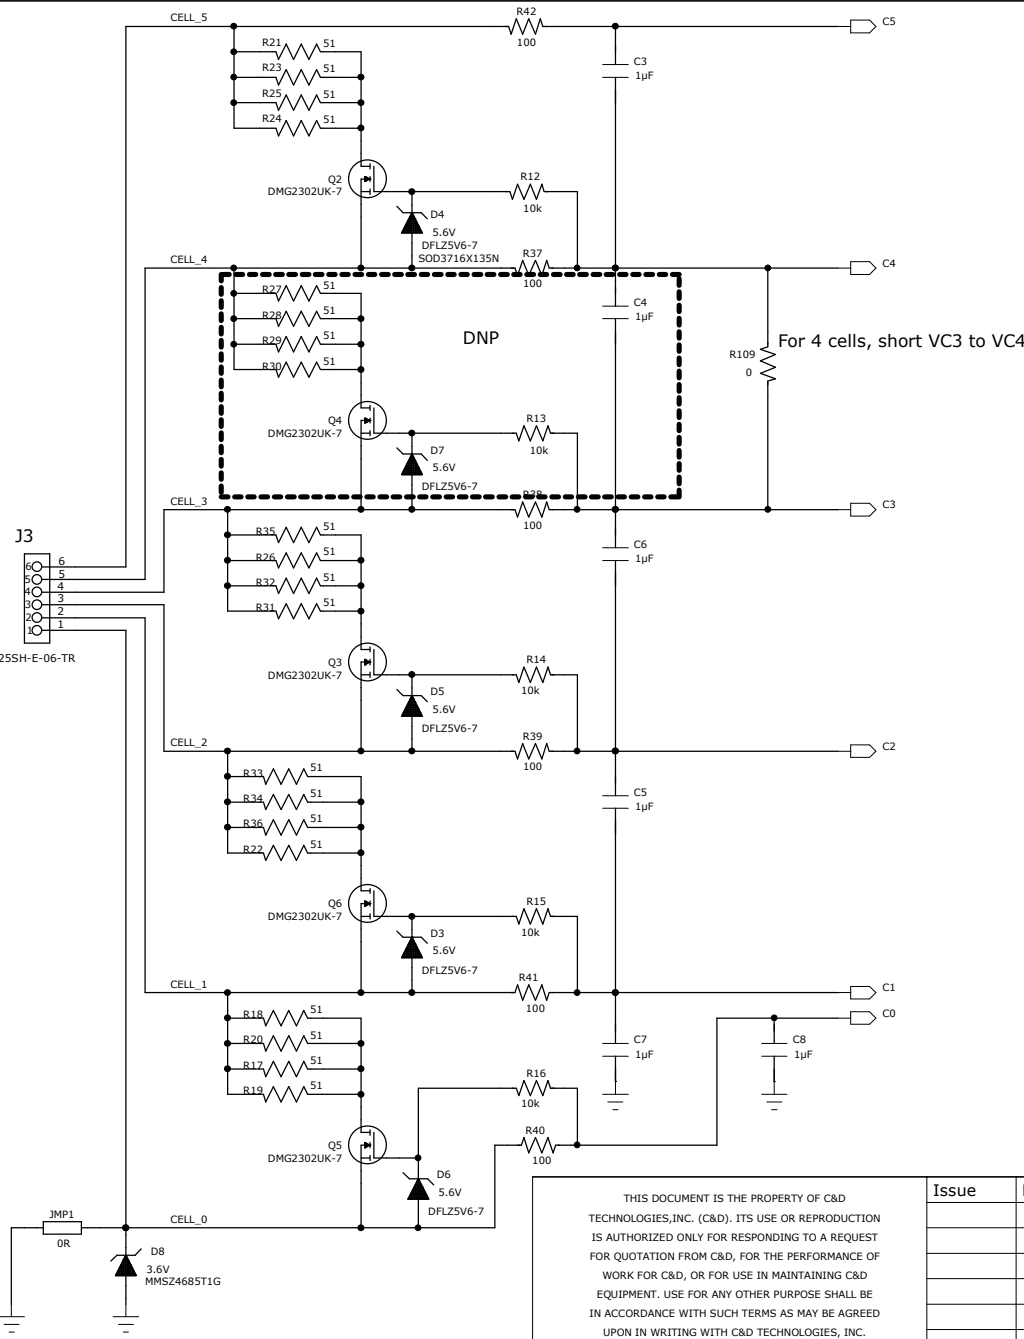 CELL_5
R42
100
C5
R21 51
R23 51
R25 51
R24 51
C3
1µF
Q2
DMG2302UK-7
R12
10k
D4
5.6V
DFLZ5V6-7
SOD3716X135N
CELL_4
R37
100
C4
R27 51
R28 51
R29 51
R30 51
DNP
C4
1µF
For 4 cells, short VC3 to VC4
R109
0
Q4
DMG2302UK-7
R13
10k
D7
5.6V
DFLZ5V6-7
CELL_3
R38
100
C3
J3
6 6
5 5
4 4
3 3
2 2
1 1
25SH-E-06-TR
R35 51
R26 51
R32 51
R31 51
C6
1µF
Q3
DMG2302UK-7
R14
10k
D5
5.6V
DFLZ5V6-7
CELL_2
R39
100
C2
R33 51
R34 51
R36 51
R22 51
C5
1µF
Q6
DMG2302UK-7
R15
10k
D3
5.6V
DFLZ5V6-7
CELL_1
R41
100
C1
C0
R18 51
R20 51
R17 51
R19 51
C7
1µF
C8
1µF
R16
10k
Q5
DMG2302UK-7
R40
100
D6
5.6V
DFLZ5V6-7
JMP1
0R
CELL_0
D8
3.6V
MMSZ4685T1G
THIS DOCUMENT IS THE PROPERTY OF C&D
TECHNOLOGIES,INC. (C&D). ITS USE OR REPRODUCTION
IS AUTHORIZED ONLY FOR RESPONDING TO A REQUEST
FOR QUOTATION FROM C&D, FOR THE PERFORMANCE OF
WORK FOR C&D, OR FOR USE IN MAINTAINING C&D
EQUIPMENT. USE FOR ANY OTHER PURPOSE SHALL BE
IN ACCORDANCE WITH SUCH TERMS AS MAY BE AGREED
UPON IN WRITING WITH C&D TECHNOLOGIES, INC.
Issue